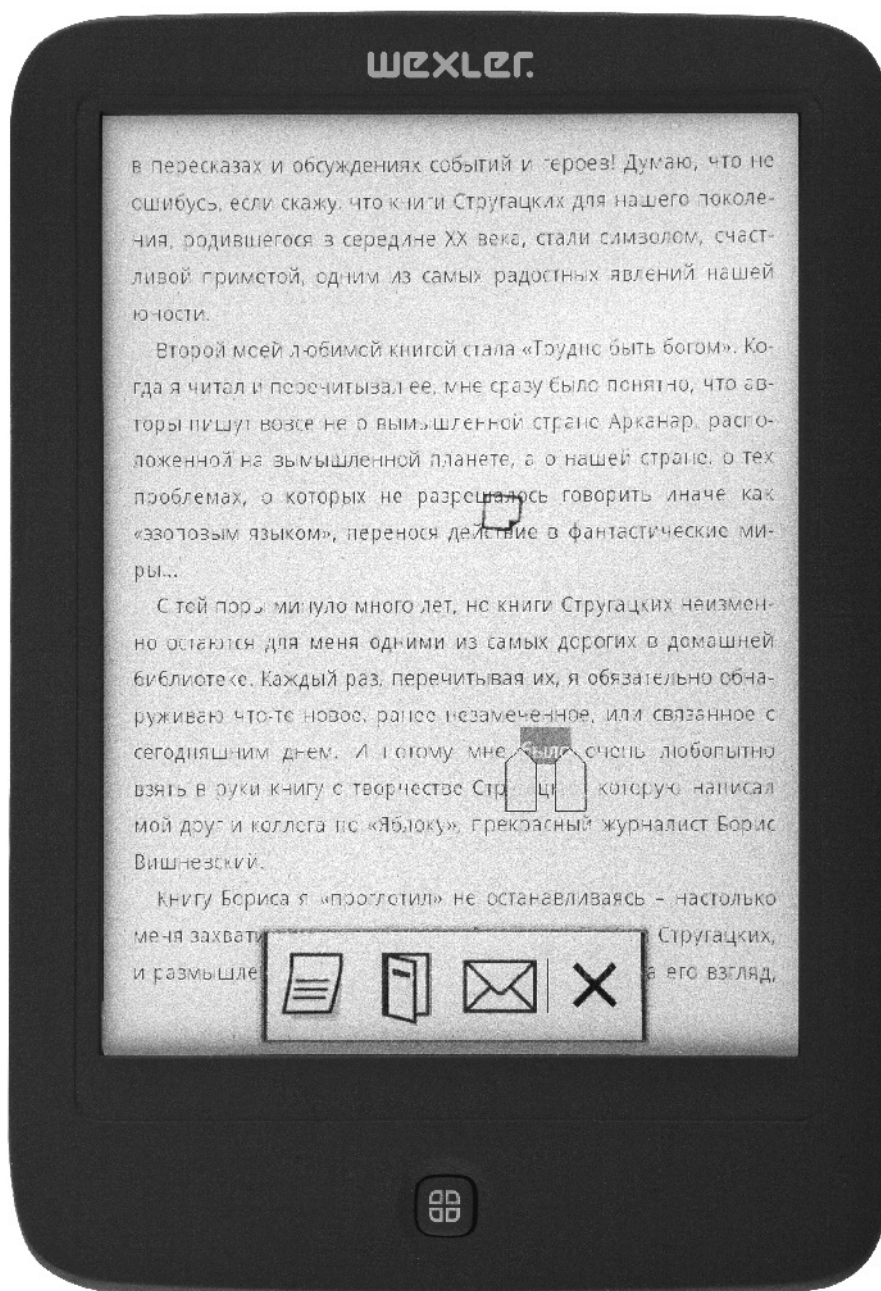 wexler.
в пересказах и обсуждениях событий и героев! Думаю, что не
ошибусь, если скажу, что книги Стругацких для нашего поколе-
ния, родившегося в середине XX века, стали символом, счаст-
ливой приметой, одним из самых радостных явлений нашей
юности.
Второй моей любимой книгой стала «Трудно быть богом». Ко-
гда я читал и перечитывал ее, мне сразу было понятно, что ав-
торы пишут вовсе не о вымышленной стране Арканар, распо-
ложенной на вымышленной планете, а о нашей стране, о тех
проблемах, о которых не разрешалось говорить иначе как
«эзоповым языком», перенося действие в фантастические ми-
ры...
С той поры минуло много лет, но книги Стругацких неизмен-
но остаются для меня одними из самых дорогих в домашней
библиотеке. Каждый раз, перечитывая их, я обязательно обна-
руживаю что-то новое, ранее незамеченное, или связанное с
сегодняшним днем. И потому мне было очень любопытно
взять в руки книгу о творчестве которую написал
мой друг и коллега по «Яблоку», прекрасный журналист Борис
Вишневский.
Книгу Бориса я «проглотил» не останавливаясь – настолько
меня Стругацких,
и его взгляд,